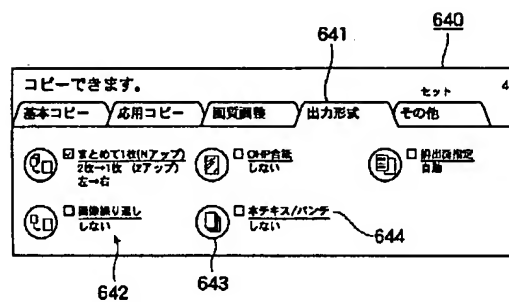 640
641
コピーできます。
セット 4
基本コピー 応用コピー 画質調整 出力形式 その他
☑ まとめて1枚(Nアップ) □ OHP合紙 □ 排出面指定
2枚→1枚 (2アップ) しない 自動
左→右
□ 画像繰り返し □ ホチキス/パンチ
しない しない
644
642 643